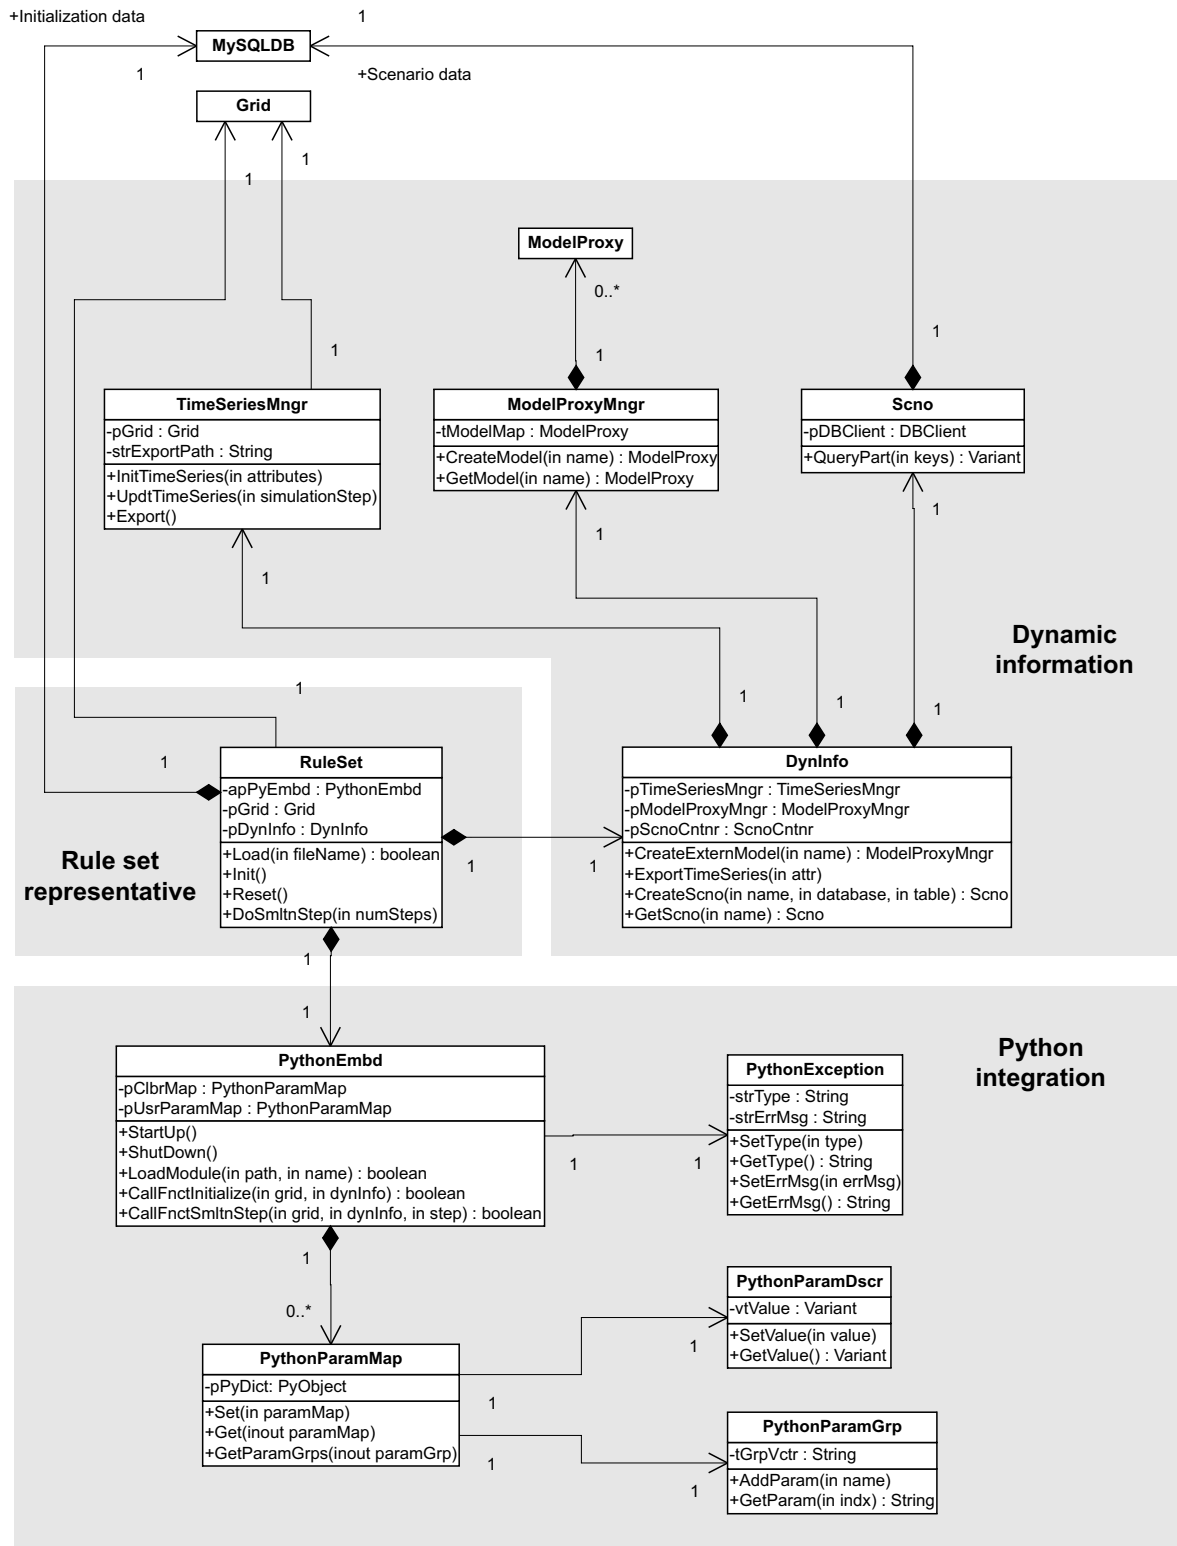 +Initialization data
1
MySQLDB
1
+Scenario data
Grid
1
1
ModelProxy
0..*
1
1
1
TimeSeriesMngr
-pGrid : Grid
-strExportPath : String
+InitTimeSeries(in attributes)
+UpdtTimeSeries(in simulationStep)
+Export()
ModelProxyMngr
-tModelMap : ModelProxy
+CreateModel(in name) : ModelProxy
+GetModel(in name) : ModelProxy
Scno
-pDBClient : DBClient
+QueryPart(in keys) : Variant
1
1
1
Dynamic
information
1
1
1
1
1
RuleSet
-apPyEmbd : PythonEmbd
-pGrid : Grid
-pDynInfo : DynInfo
+Load(in fileName) : boolean
+Init()
+Reset()
+DoSmltnStep(in numSteps)
Rule set
representative
1
1
DynInfo
-pTimeSeriesMngr : TimeSeriesMngr
-pModelProxyMngr : ModelProxyMngr
-pScnoCntnr : ScnoCntnr
+CreateExternModel(in name) : ModelProxyMngr
+ExportTimeSeries(in attr)
+CreateScno(in name, in database, in table) : Scno
+GetScno(in name) : Scno
1
1
Python
integration
PythonEmbd
-pClbrMap : PythonParamMap
-pUsrParamMap : PythonParamMap
+StartUp()
+ShutDown()
+LoadModule(in path, in name) : boolean
+CallFnctInitialize(in grid, in dynInfo) : boolean
+CallFnctSmltnStep(in grid, in dynInfo, in step) : boolean
1
1
PythonException
-strType : String
-strErrMsg : String
+SetType(in type)
+GetType() : String
+SetErrMsg(in errMsg)
+GetErrMsg() : String
1
0..*
PythonParamMap
-pPyDict: PyObject
+Set(in paramMap)
+Get(inout paramMap)
+GetParamGrps(inout paramGrp)
1
1
PythonParamDscr
-vtValue : Variant
+SetValue(in value)
+GetValue() : Variant
1
1
PythonParamGrp
-tGrpVctr : String
+AddParam(in name)
+GetParam(in indx) : String